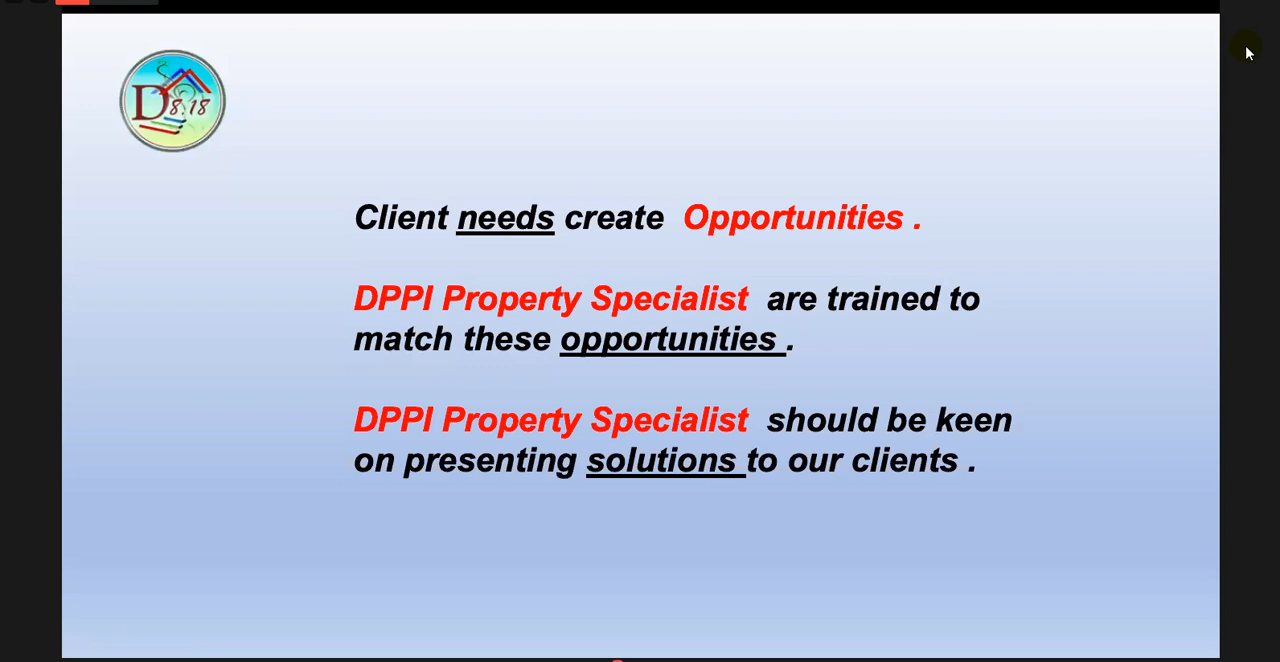 D8:18
Client needs create Opportunities .
DPPI Property Specialist are trained to
match these opportunities .
DPPI Property Specialist should be keen
on presenting solutions to our clients .